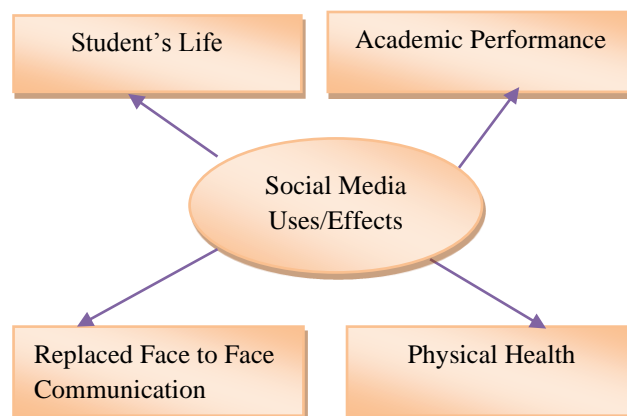 Student’s Life
Academic Performance
Social Media
Uses/Effects
Replaced Face to Face
Communication
Physical Health